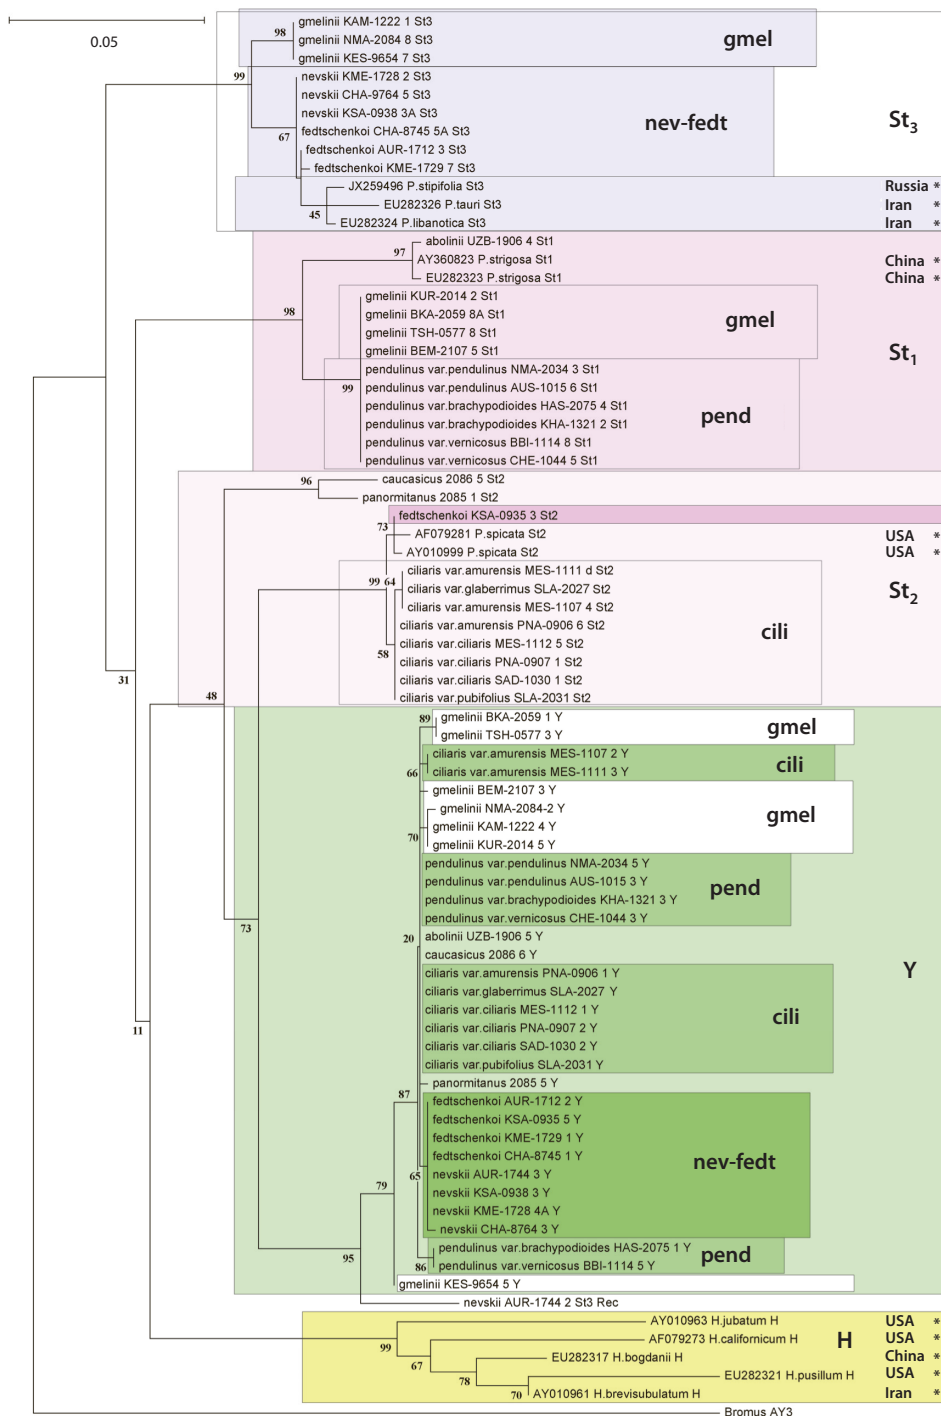 0.05
gmelinii KAM-1222 1 St3
98
gmelinii NMA-2084 8 St3
gmel
gmelinii KES-9654 7 St3
99
nevskii KME-1728 2 St3
nevskii CHA-9764 5 St3
nevskii KSA-0938 3A St3
nev-fedt
St3
fedtschenkoi CHA-8745 5A St3
67
fedtschenkoi AUR-1712 3 St3
fedtschenkoi KME-1729 7 St3
JX259496 P.stipifolia St3 Russia *
EU282326 P.tauri St3 Iran *
45
EU282324 P.libanotica St3 Iran *
abolinii UZB-1906 4 St1
97
AY360823 P.strigosa St1 China *
EU282323 P.strigosa St1 China *
gmelinii KUR-2014 2 St1
98
gmelinii BKA-2059 8A St1
gmel
gmelinii TSH-0577 8 St1
gmelinii BEM-2107 5 St1
St1
pendulinus var.pendulinus NMA-2034 3 St1
99
pendulinus var.pendulinus AUS-1015 6 St1
pendulinus var.brachypodioides HAS-2075 4 St1
pend
pendulinus var.brachypodioides KHA-1321 2 St1
pendulinus var.vernicosus BBI-1114 8 St1
pendulinus var.vernicosus CHE-1044 5 St1
96
caucasicus 2086 5 St2
panormitanus 2085 1 St2
fedtschenkoi KSA-0935 3 St2
73
AF079281 P.spicata St2 USA *
AY010999 P.spicata St2 USA *
ciliaris var.amurensis MES-1111 d St2
99 64
ciliaris var.glaberrimus SLA-2027 St2
St2
ciliaris var.amurensis MES-1107 4 St2
ciliaris var.amurensis PNA-0906 6 St2
cili
ciliaris var.ciliaris MES-1112 5 St2
58
ciliaris var.ciliaris PNA-0907 1 St2
31
ciliaris var.ciliaris SAD-1030 1 St2
48
ciliaris var.pubifolius SLA-2031 St2
89
gmelinii BKA-2059 1 Y
gmel
gmelinii TSH-0577 3 Y
ciliaris var.amurensis MES-1107 2 Y
cili
66
ciliaris var.amurensis MES-1111 3 Y
gmelinii BEM-2107 3 Y
gmelinii NMA-2084-2 Y
gmel
70
gmelinii KAM-1222 4 Y
gmelinii KUR-2014 5 Y
pendulinus var.pendulinus NMA-2034 5 Y
pendulinus var.pendulinus AUS-1015 3 Y
pend
pendulinus var.brachypodioides KHA-1321 3 Y
pendulinus var.vernicosus CHE-1044 3 Y
73
20
abolinii UZB-1906 5 Y
caucasicus 2086 6 Y
Y
ciliaris var.amurensis PNA-0906 1 Y
ciliaris var.glaberrimus SLA-2027 Y
ciliaris var.ciliaris MES-1112 1 Y
cili
11
ciliaris var.ciliaris PNA-0907 2 Y
ciliaris var.ciliaris SAD-1030 2 Y
ciliaris var.pubifolius SLA-2031 Y
panormitanus 2085 5 Y
87
fedtschenkoi AUR-1712 2 Y
fedtschenkoi KSA-0935 5 Y
fedtschenkoi KME-1729 1 Y
fedtschenkoi CHA-8745 1 Y
nev-fedt
65
nevskii AUR-1744 3 Y
79
nevskii KSA-0938 3 Y
nevskii KME-1728 4A Y
nevskii CHA-8764 3 Y
95
pendulinus var.brachypodioides HAS-2075 1 Y
pend
86
pendulinus var.vernicosus BBI-1114 5 Y
gmelinii KES-9654 5 Y
nevskii AUR-1744 2 St3 Rec
AY010963 H.jubatum H USA *
99
AF079273 H.californicum H USA *
H
67
EU282317 H.bogdanii H China *
78
EU282321 H.pusillum H USA *
70
AY010961 H.brevisubulatum H Iran *
Bromus AY3